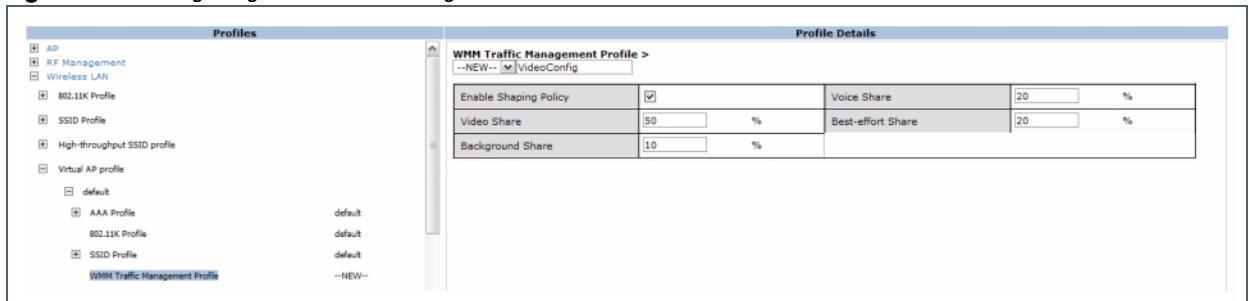 Profiles
AP
RF Management
Wireless LAN
802.11K Profile
SSID Profile
High-throughput SSID profile
Virtual AP profile
default
AAA Profile default
802.11K Profile default
SSID Profile default
WMM Traffic Management Profile --NEW--
Profile Details
WMM Traffic Management Profile >
--NEW-- VideoConfig
Enable Shaping Policy Voice Share 20 %
Video Share 50 % Best-effort Share 20 %
Background Share 10 %